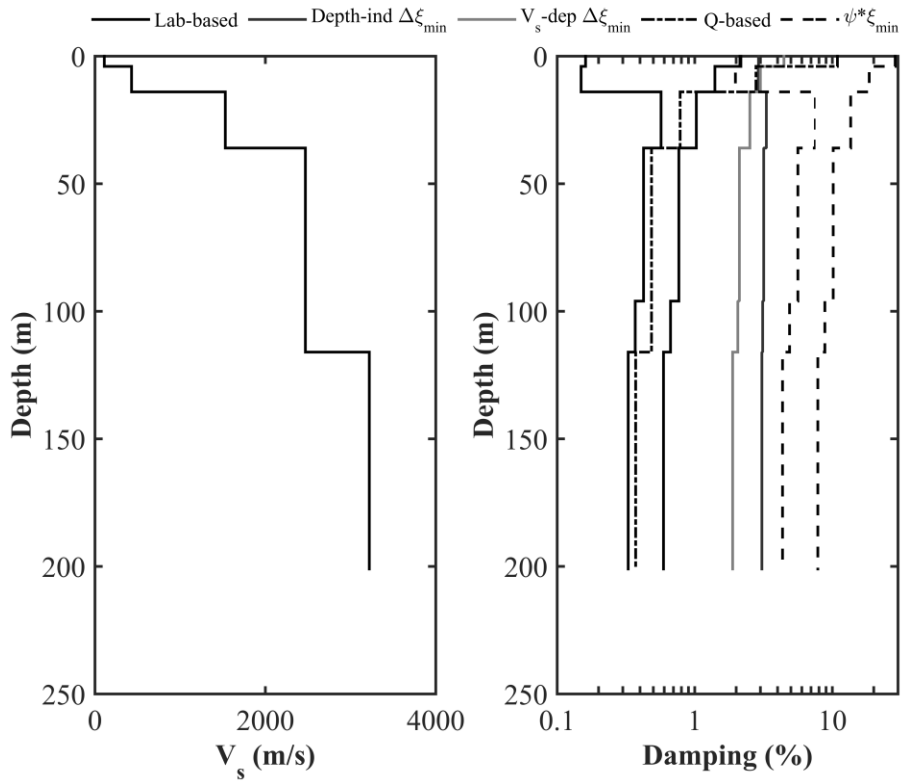 Lab-based Depth-ind Δξmin Vs-dep Δξmin Q-based ψ*ξmin
0 0
50 50
100 100
150 150
200 200
250 250
Depth (m) Depth (m)
0 2000 4000 0.1 1 10
Vs (m/s) Damping (%)